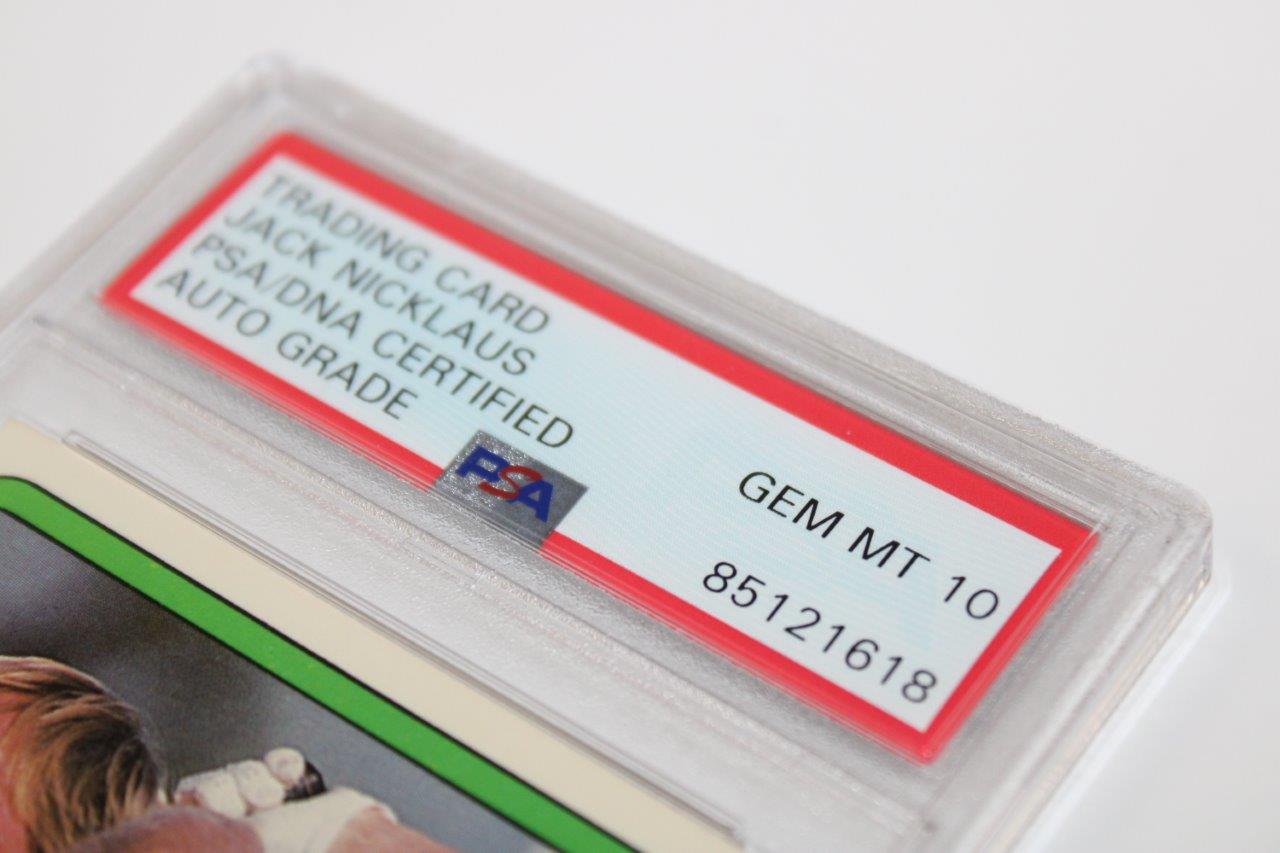 TRADING CARD
JACK NICKLAUS
PSA/DNA CERTIFIED
AUTO GRADE
PSA
GEM MT 10
85121618